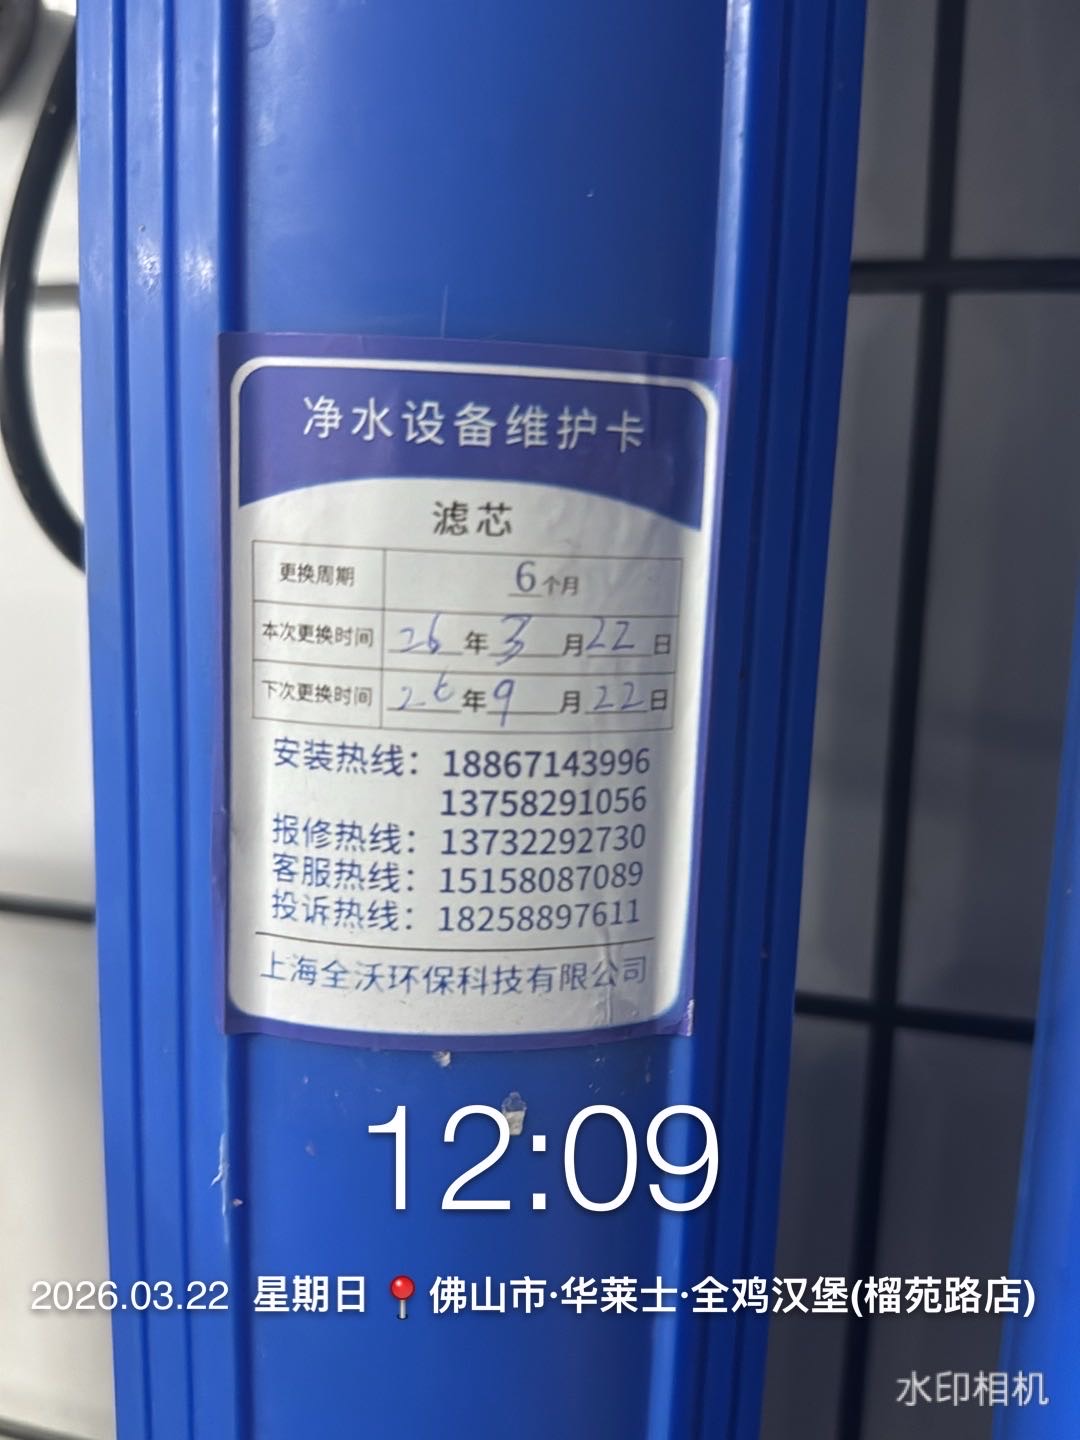 净水设备维护卡
滤芯
更换周期 6个月
本次更换时间 26年3月22日
下次更换时间 26年9月22日
安装热线：18867143996
13758291056
报修热线：13732292730
客服热线：15158087089
投诉热线：18258897611
上海全沃环保科技有限公司
12:09
2026.03.22 星期日 📍佛山市·华莱士·全鸡汉堡(榴苑路店)
水印相机